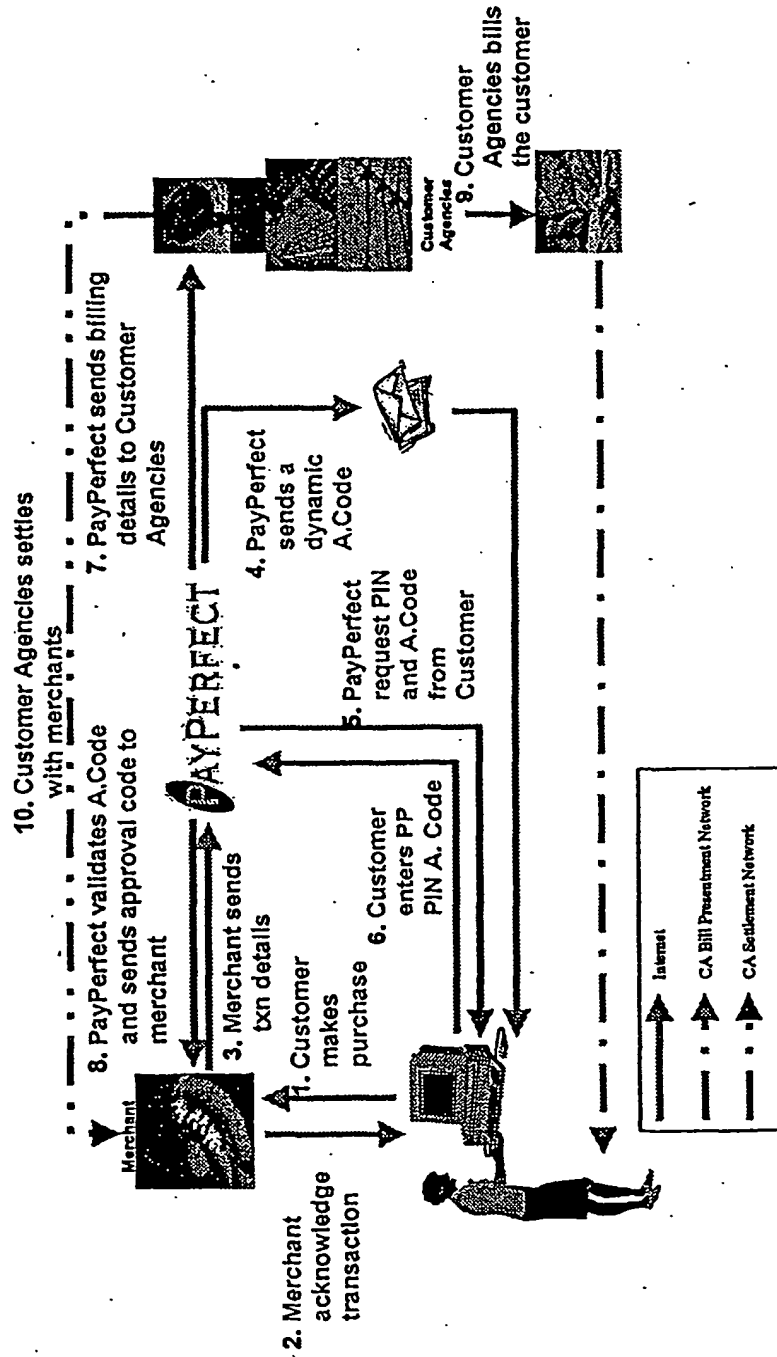 10. Customer Agencies settles
with merchants
8. PayPerfect validates A.Code
and sends approval code to
merchant
7. PayPerfect sends billing
details to Customer
Agencies
Merchant
PAYPERFECT
3. Merchant sends
txn details
4. PayPerfect
sends a
dynamic
A.Code
Customer
Agencies
9. Customer
Agencies bills
the customer
1. Customer
makes
purchase
2. Merchant
acknowledge
transaction
6. Customer
enters PP
PIN A. Code
5. PayPerfect
request PIN
and A.Code
from
Customer
Internet
CA Bill Presentment Network
CA Settlement Network